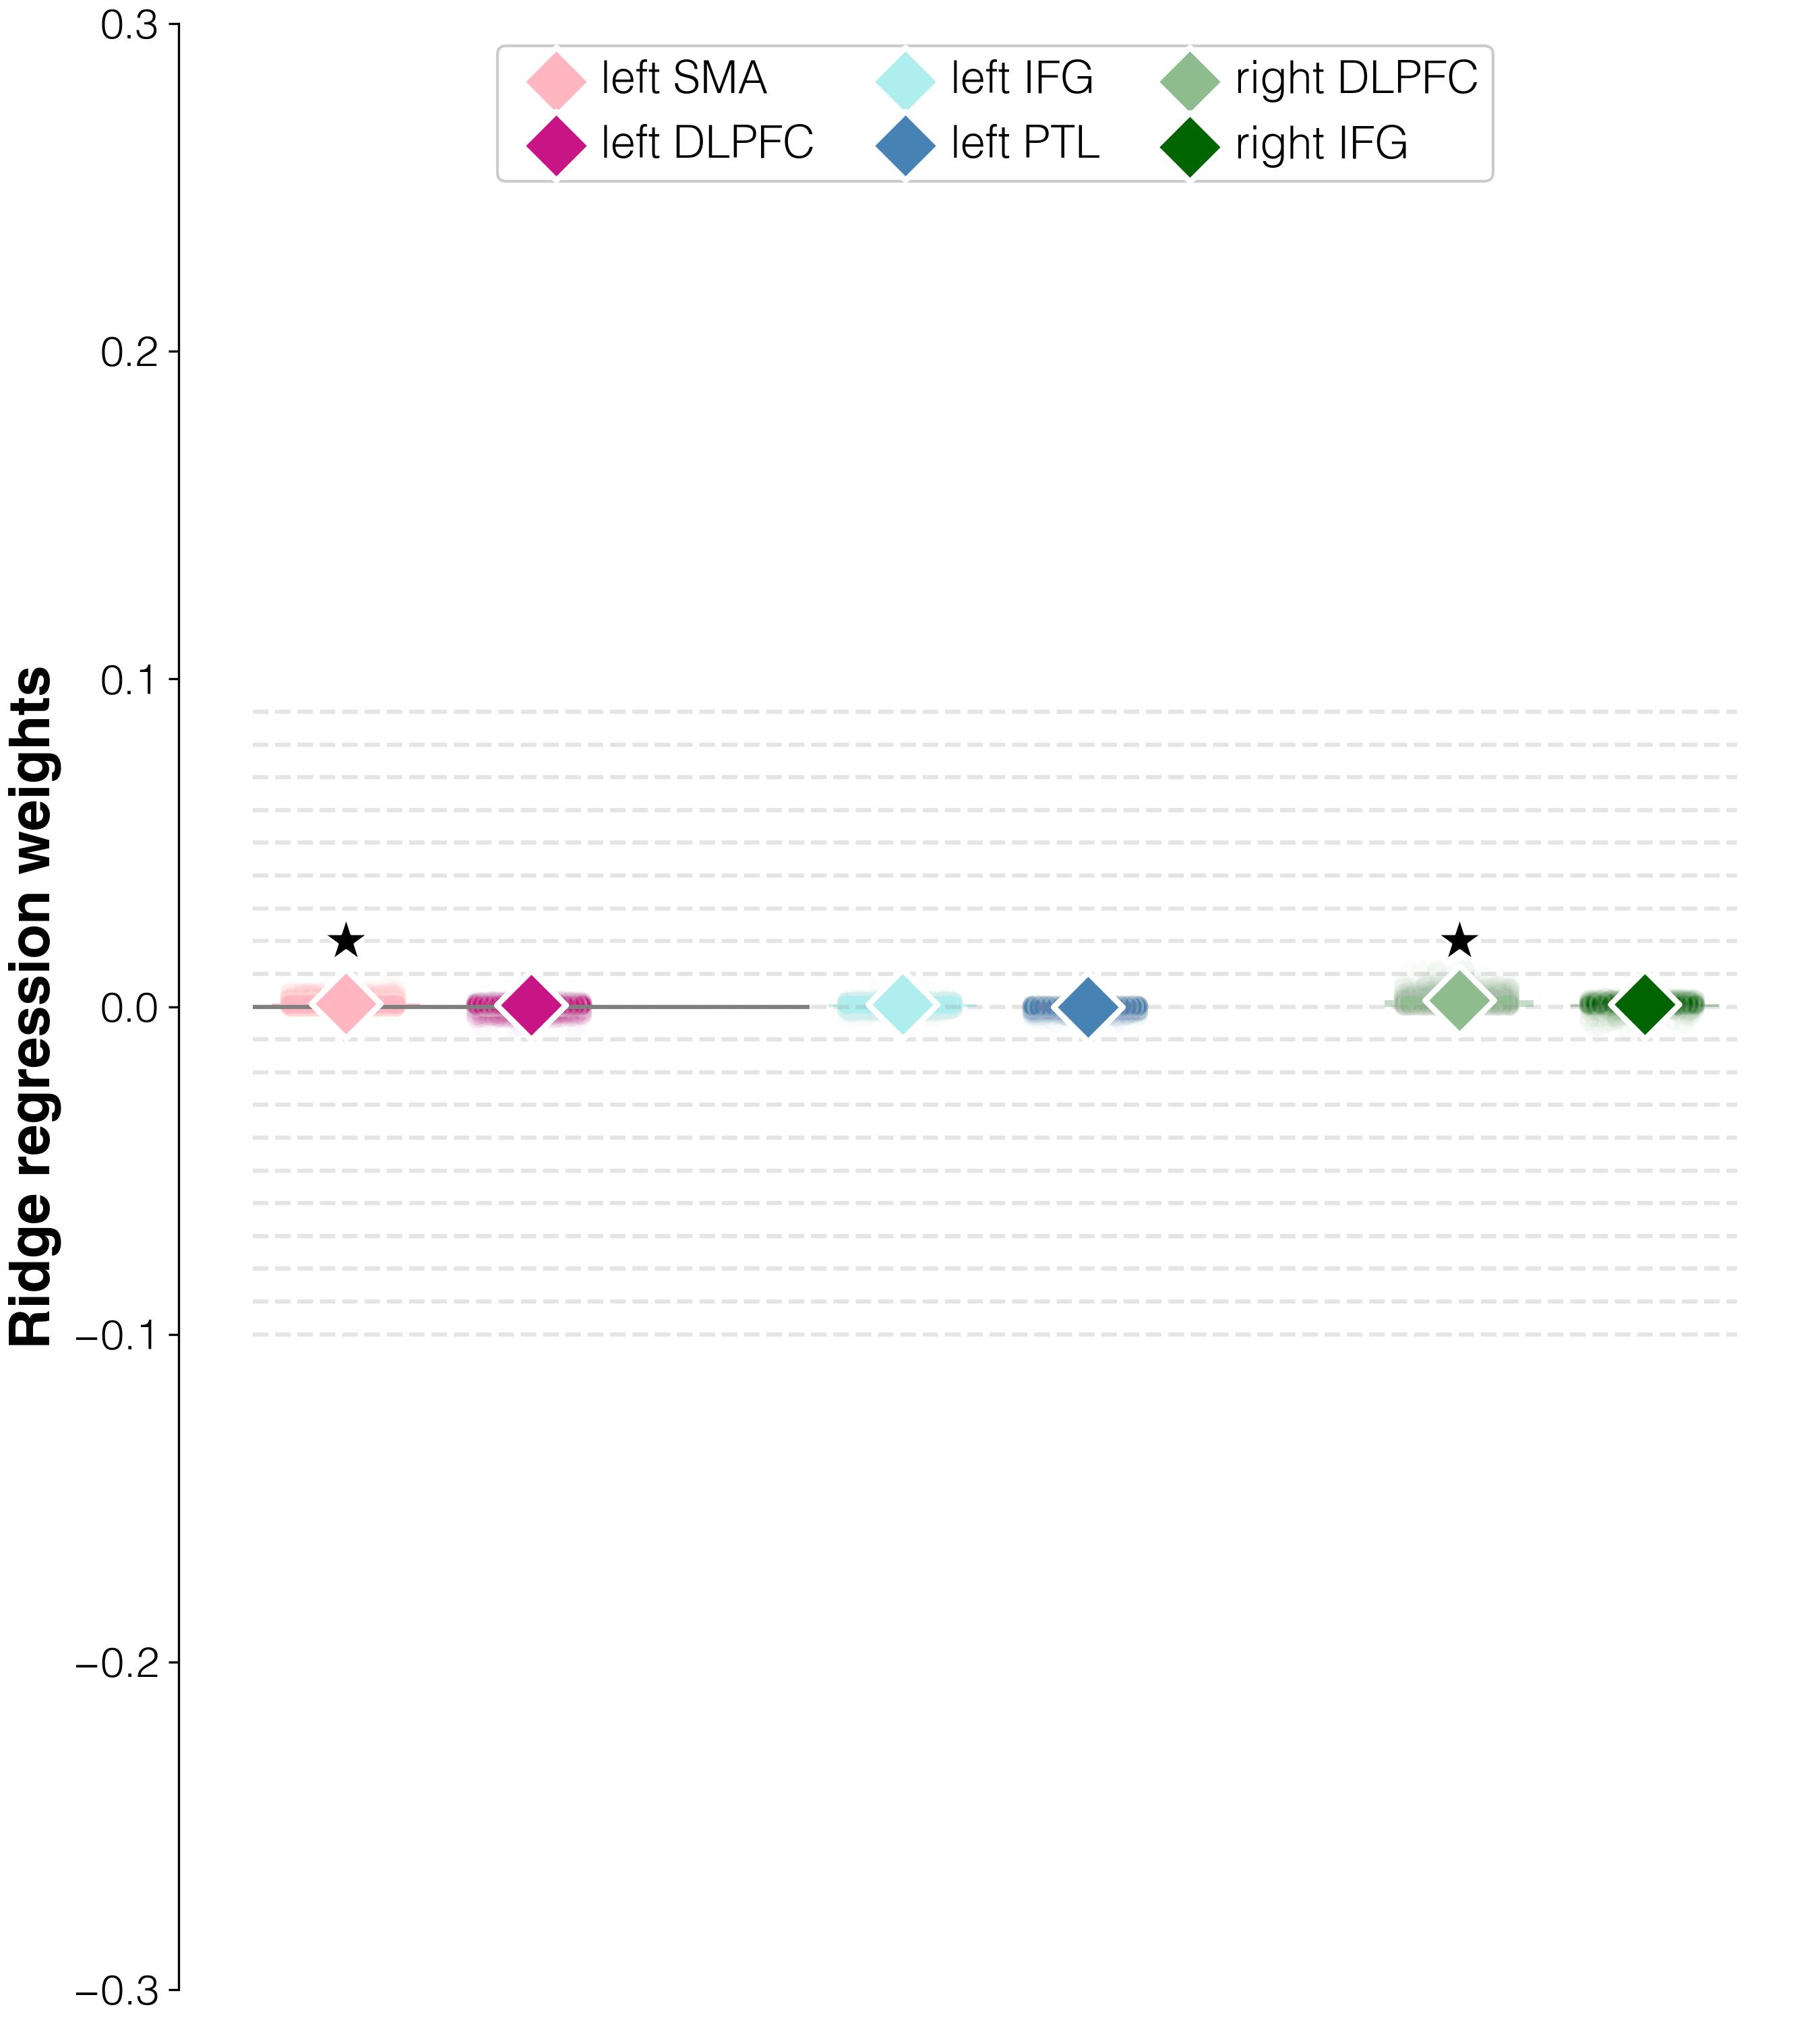 0.3
left SMA
left IFG
right DLPFC
left DLPFC
left PTL
right IFG
0.2
0.1
0.0
−0.1
−0.2
−0.3
Ridge regression weights